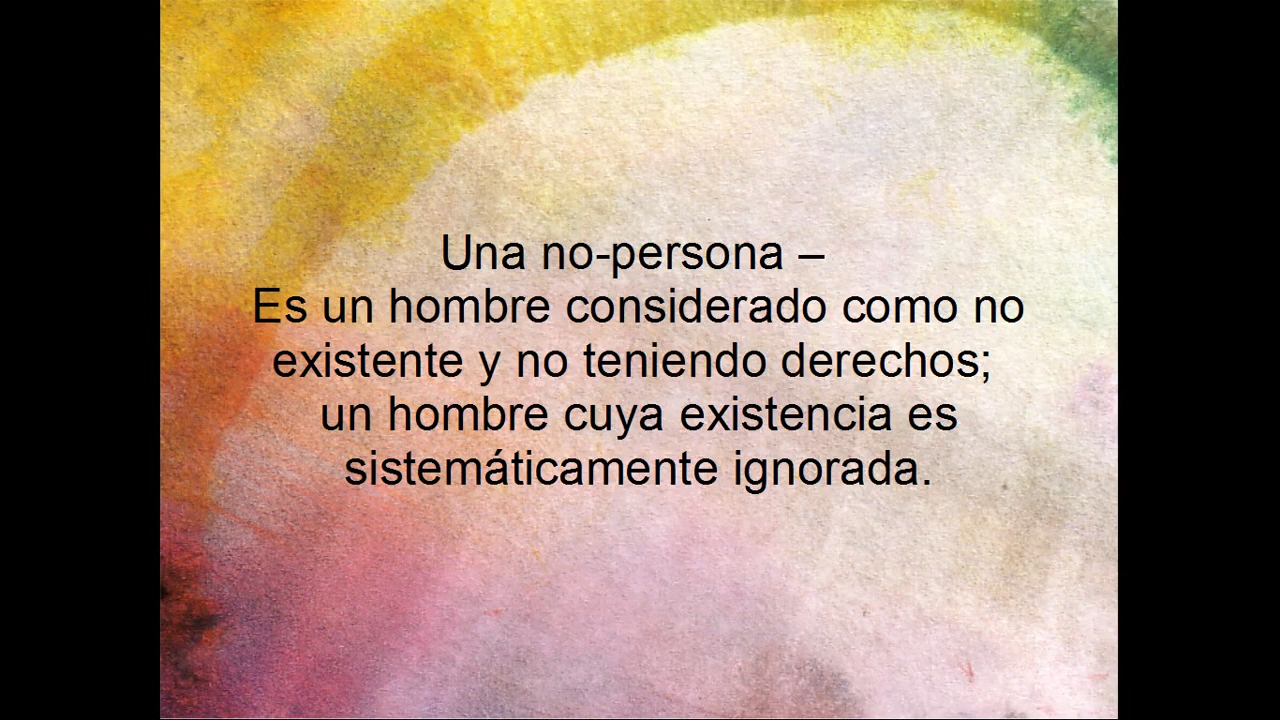 Una no-persona –
Es un hombre considerado como no
existente y no teniendo derechos;
un hombre cuya existencia es
sistemáticamente ignorada.